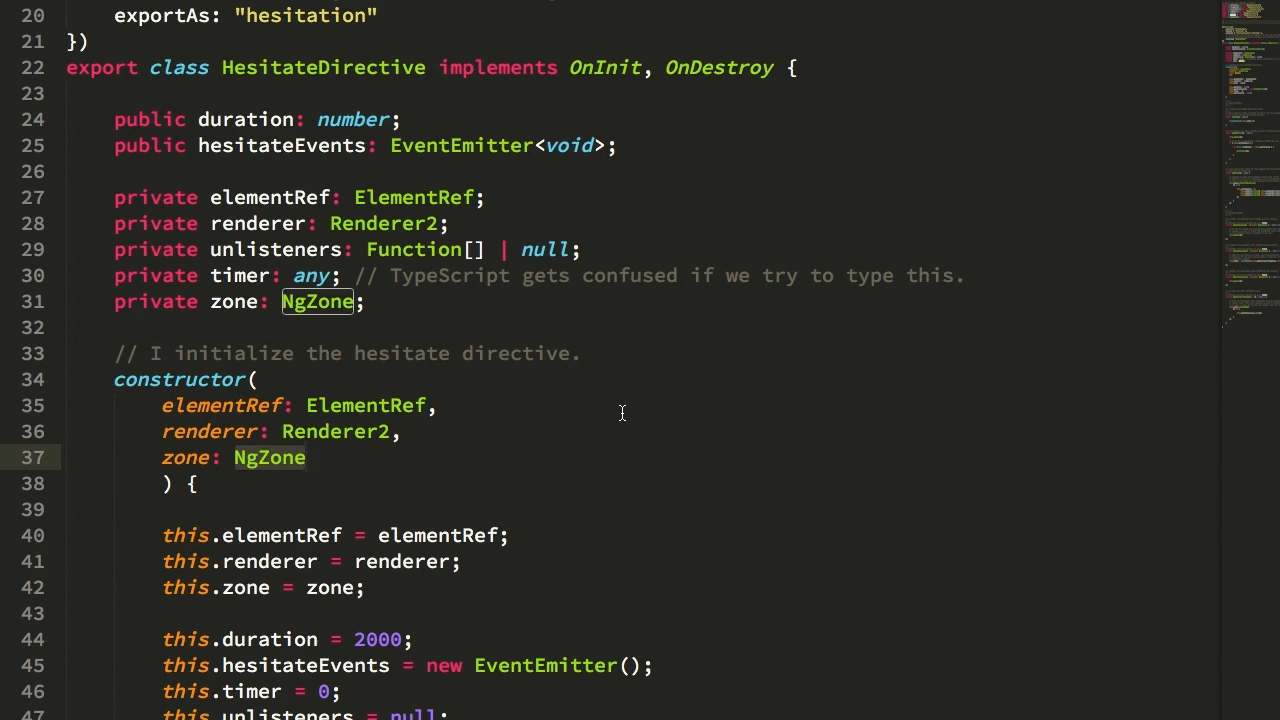 20 exportAs: "hesitation"
21 })
22 export class HesitateDirective implements OnInit, OnDestroy {
23
24 public duration: number;
25 public hesitateEvents: EventEmitter<void>;
26
27 private elementRef: ElementRef;
28 private renderer: Renderer2;
29 private unlisteners: Function[] | null;
30 private timer: any; // TypeScript gets confused if we try to type this.
31 private zone: NgZone;
32
33 // I initialize the hesitate directive.
34 constructor(
35 elementRef: ElementRef,
36 renderer: Renderer2,
37 zone: NgZone
38 ) {
39
40 this.elementRef = elementRef;
41 this.renderer = renderer;
42 this.zone = zone;
43
44 this.duration = 2000;
45 this.hesitateEvents = new EventEmitter();
46 this.timer = 0;
47 this.unlisteners = null;